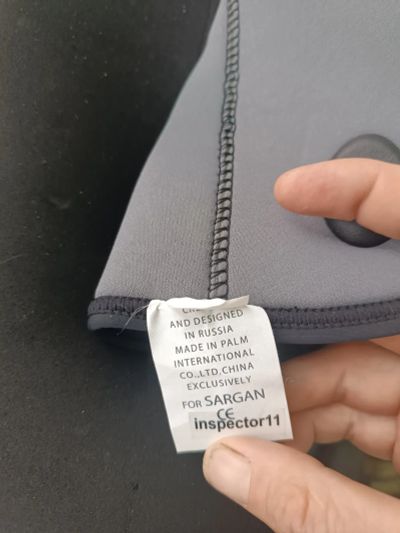 AND DESIGNED
IN RUSSIA
MADE IN PALM
INTERNATIONAL
CO.,LTD,CHINA
EXCLUSIVELY
FOR SARGAN
CE
inspector11